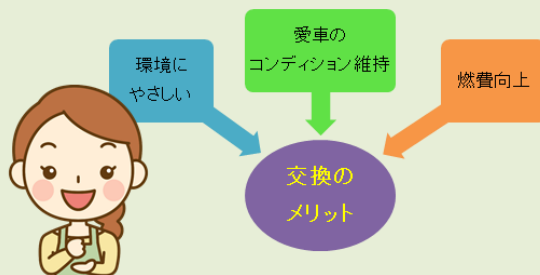 環境に
やさしい
愛車の
コンディション維持
燃費向上
交換の
メリット